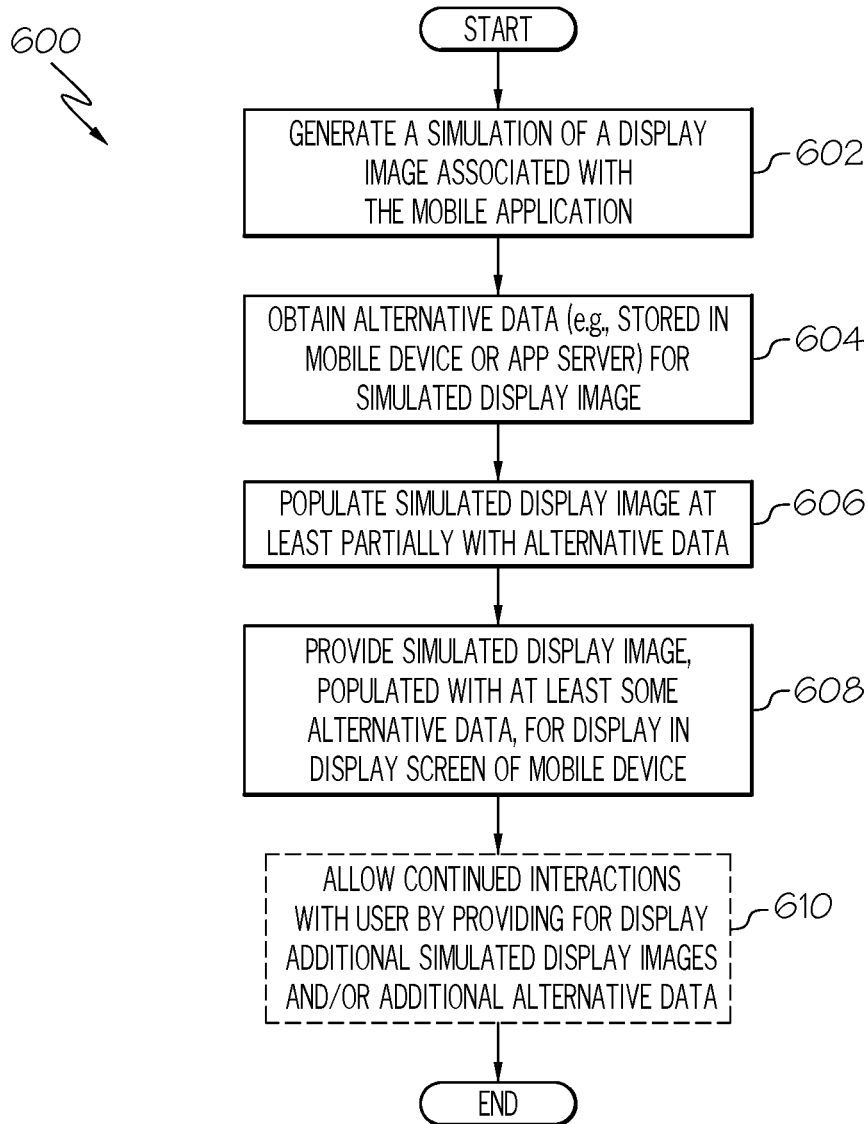 600
START
GENERATE A SIMULATION OF A DISPLAY
IMAGE ASSOCIATED WITH
THE MOBILE APPLICATION
602
OBTAIN ALTERNATIVE DATA (e.g., STORED IN
MOBILE DEVICE OR APP SERVER) FOR
SIMULATED DISPLAY IMAGE
604
POPULATE SIMULATED DISPLAY IMAGE AT
LEAST PARTIALLY WITH ALTERNATIVE DATA
606
PROVIDE SIMULATED DISPLAY IMAGE,
POPULATED WITH AT LEAST SOME
ALTERNATIVE DATA, FOR DISPLAY IN
DISPLAY SCREEN OF MOBILE DEVICE
608
ALLOW CONTINUED INTERACTIONS
WITH USER BY PROVIDING FOR DISPLAY
ADDITIONAL SIMULATED DISPLAY IMAGES
AND/OR ADDITIONAL ALTERNATIVE DATA
610
END